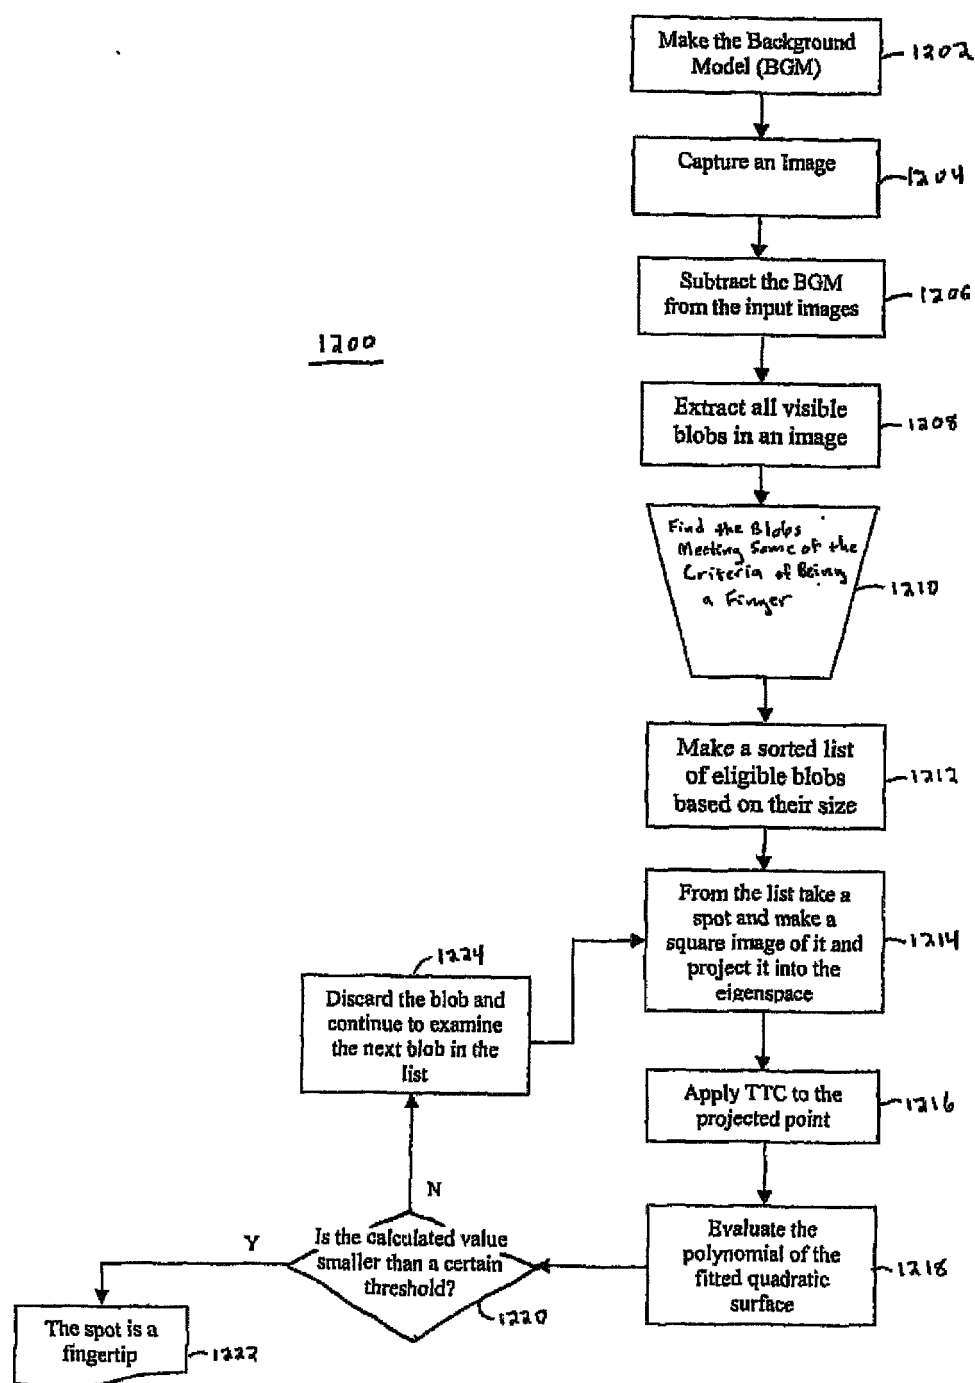 Make the Background
Model (BGM)
1202
Capture an Image
1204
Subtract the BGM
from the input images
1206
1200
Extract all visible
blobs in an image
1208
Find the Blobs
Meeting Some of the
Criteria of Being
a Finger
1210
Make a sorted list
of eligible blobs
based on their size
1212
From the list take a
spot and make a
square image of it and
project it into the
eigenspace
1214
1224
Discard the blob and
continue to examine
the next blob in the
list
Apply TTC to the
projected point
1216
N
Y
Is the calculated value
smaller than a certain
threshold?
1220
Evaluate the
polynomial of the
fitted quadratic
surface
1218
The spot is a
fingertip
1222